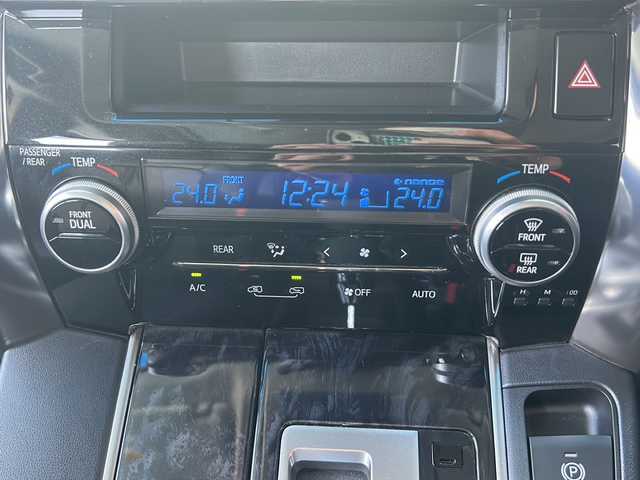 PASSENGER
/ REAR
TEMP
TEMP
FRONT
24.0
12:24
nanoe
24.0
FRONT
DUAL
FRONT
REAR
REAR
A/C
OFF
AUTO
H M :00
P